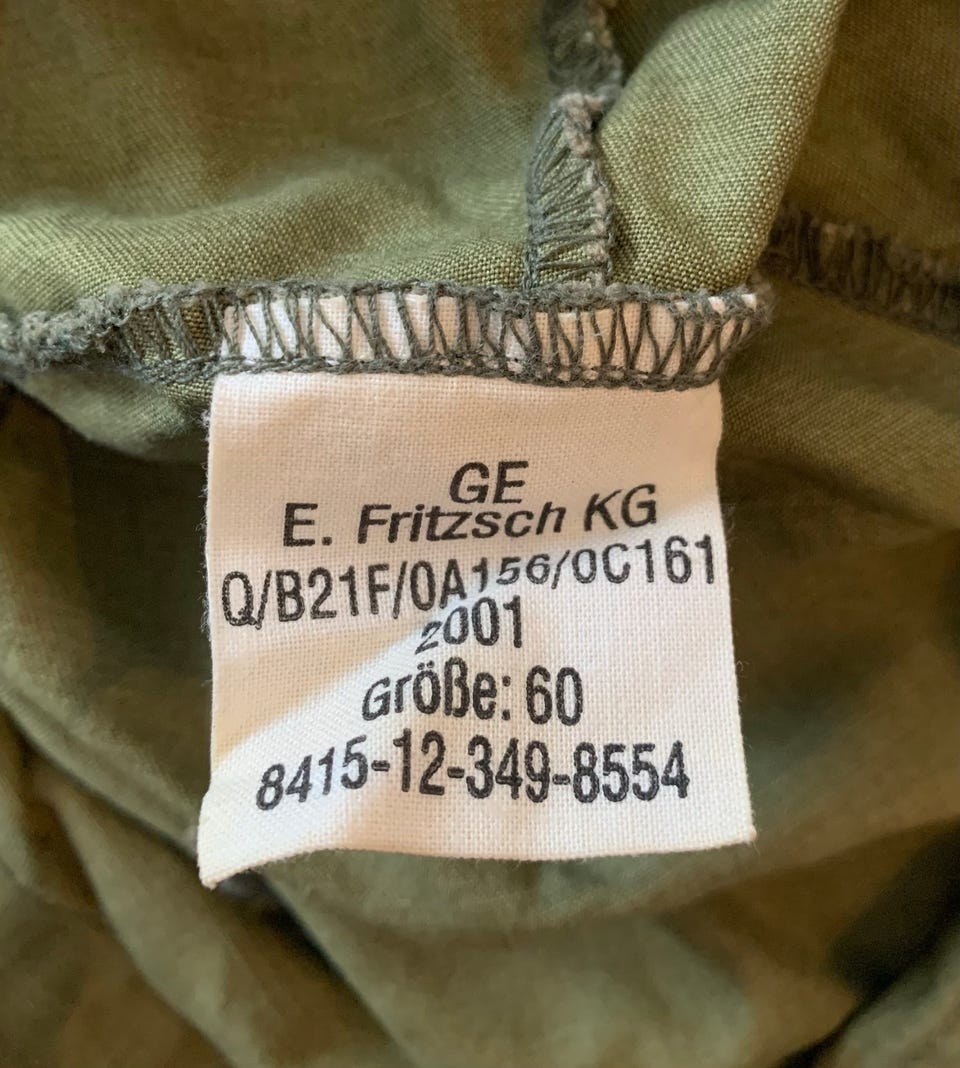 GE
E. Fritzsch KG
Q/B21F/0A156/0C161
2001
Größe: 60
8415-12-349-8554